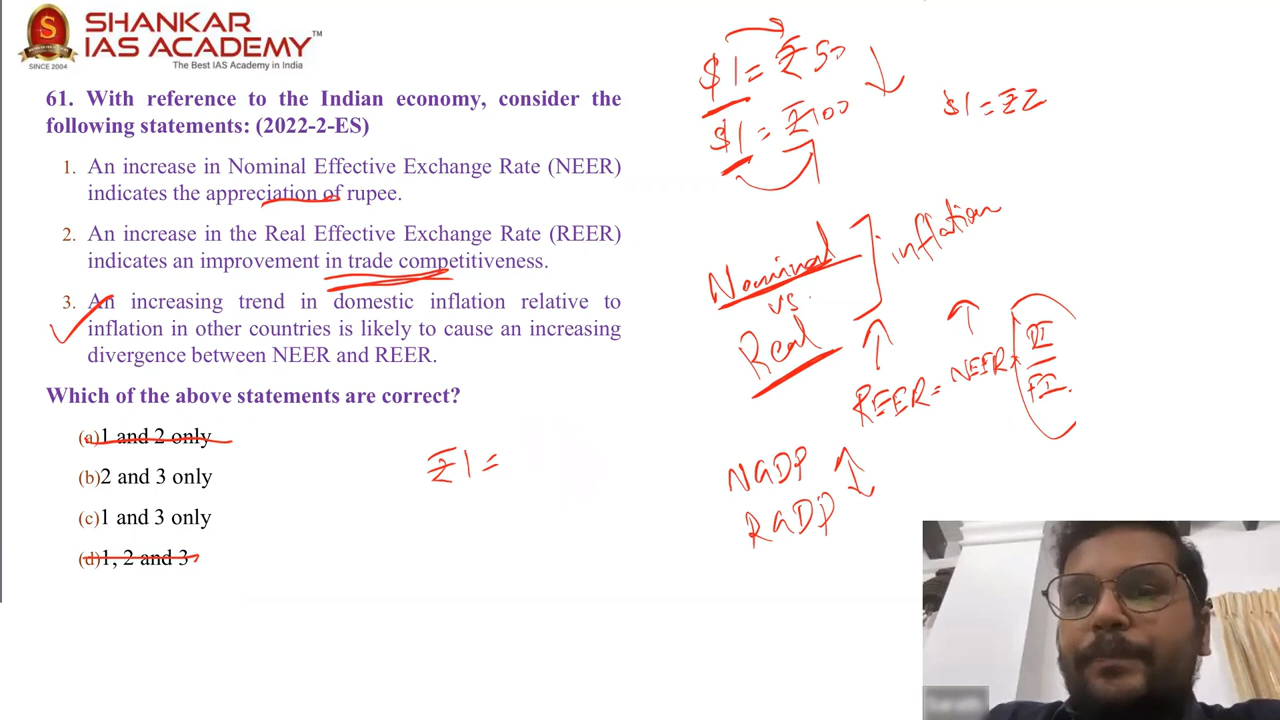 SHANKAR
IAS ACADEMY™
The Best IAS Academy in India
SINCE 2004
61. With reference to the Indian economy, consider the
following statements: (2022-2-ES)
1. An increase in Nominal Effective Exchange Rate (NEER)
indicates the appreciation of rupee.
2. An increase in the Real Effective Exchange Rate (REER)
indicates an improvement in trade competitiveness.
3. An increasing trend in domestic inflation relative to
inflation in other countries is likely to cause an increasing
divergence between NEER and REER.
Which of the above statements are correct?
(a)1 and 2 only
(b)2 and 3 only
(c)1 and 3 only
(d)1, 2 and 3
₹1 =
$1 = ₹50
$1 = ₹100
$1 = ₹2
Nominal
vs
Real
inflation
REER = NEER × DI
FI
NGDP
RGDP